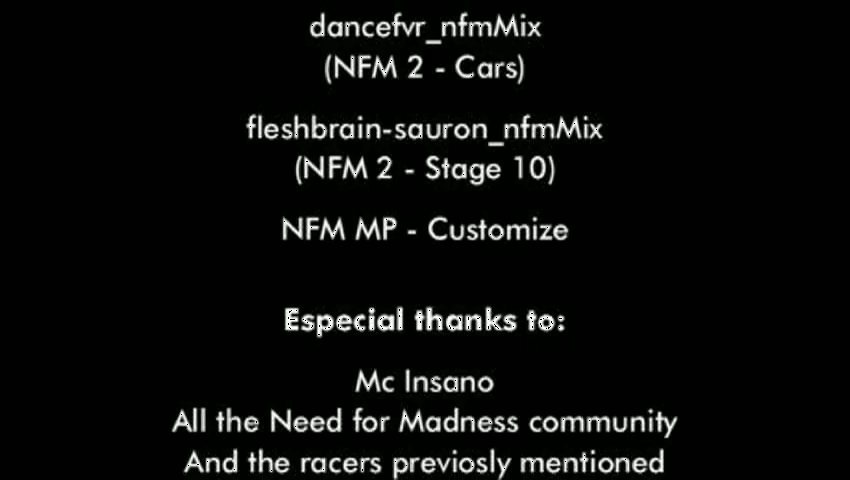 dancefvr_nfmMix
(NFM 2 - Cars)
fleshbrain-sauron_nfmMix
(NFM 2 - Stage 10)
NFM MP - Customize
Especial thanks to:
Mc Insano
All the Need for Madness community
And the racers previosly mentioned